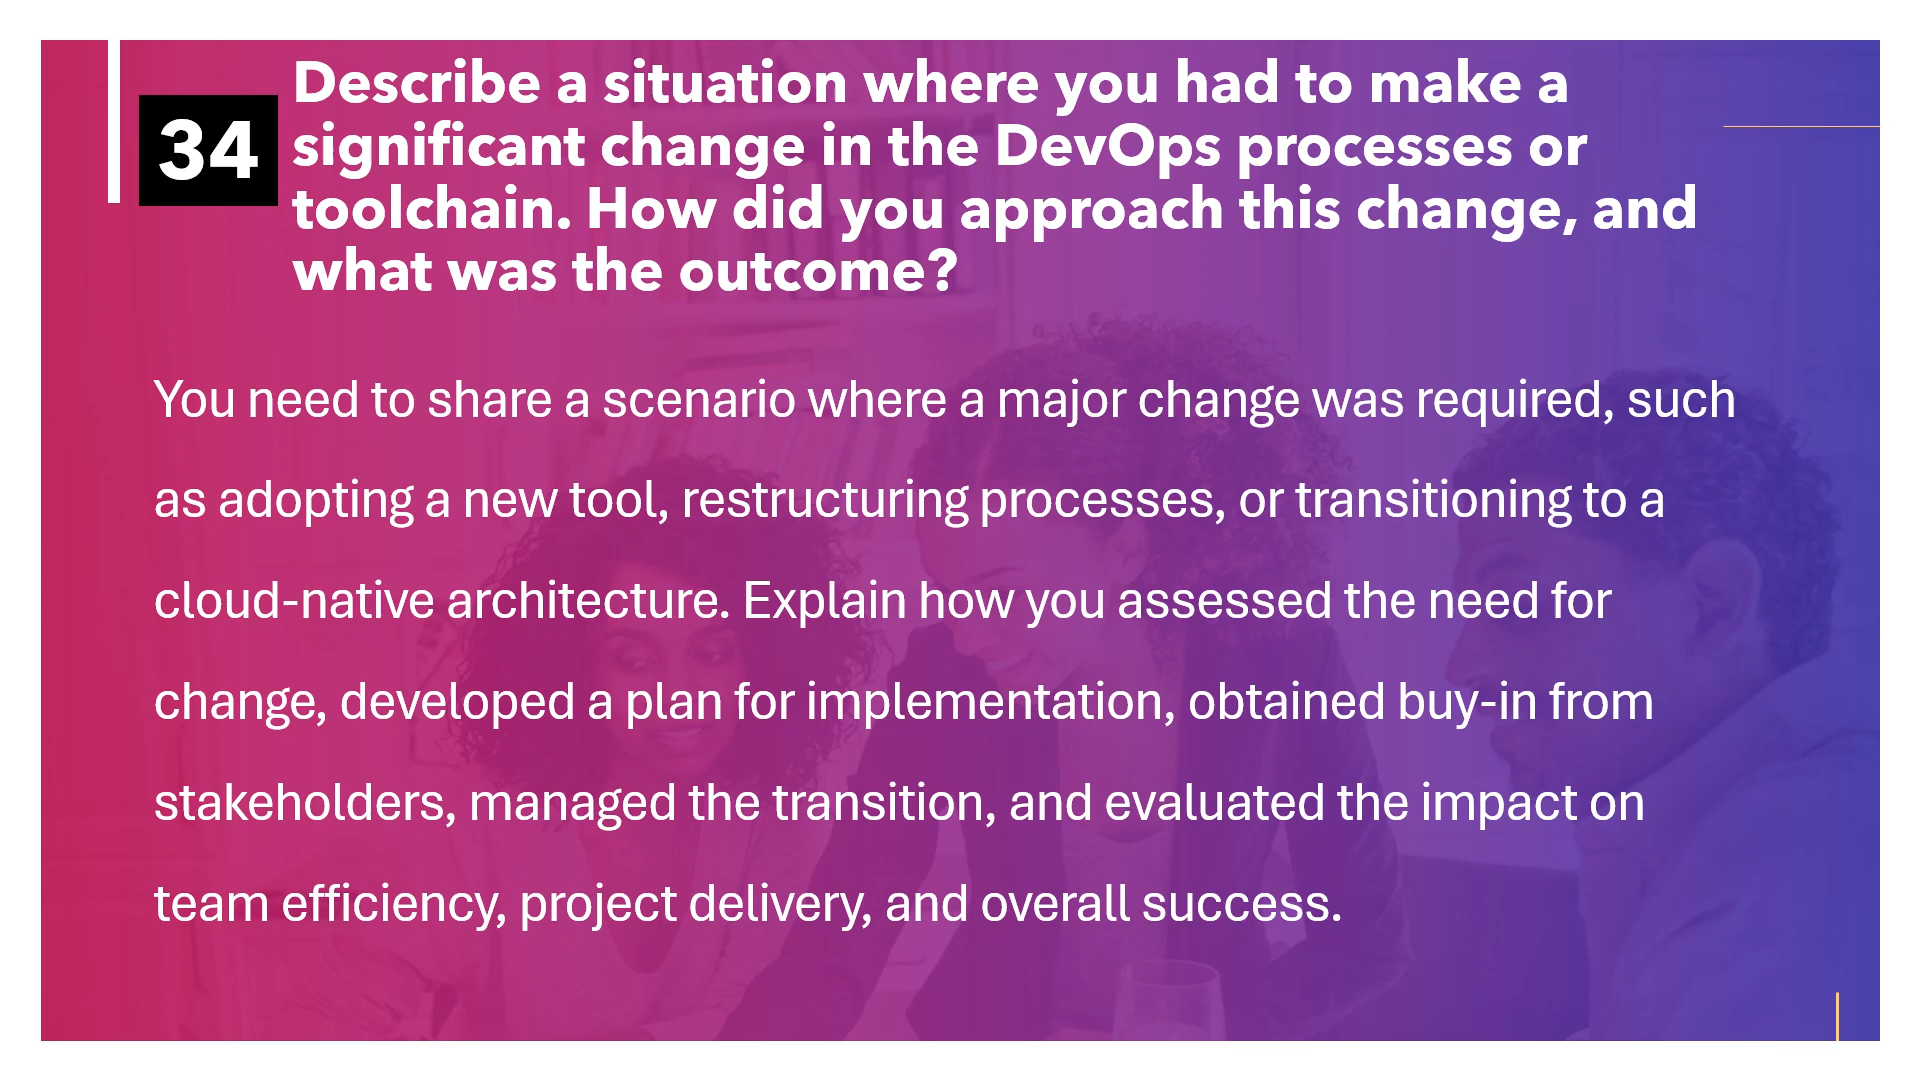 34
Describe a situation where you had to make a
significant change in the DevOps processes or
toolchain. How did you approach this change, and
what was the outcome?
You need to share a scenario where a major change was required, such
as adopting a new tool, restructuring processes, or transitioning to a
cloud-native architecture. Explain how you assessed the need for
change, developed a plan for implementation, obtained buy-in from
stakeholders, managed the transition, and evaluated the impact on
team efficiency, project delivery, and overall success.